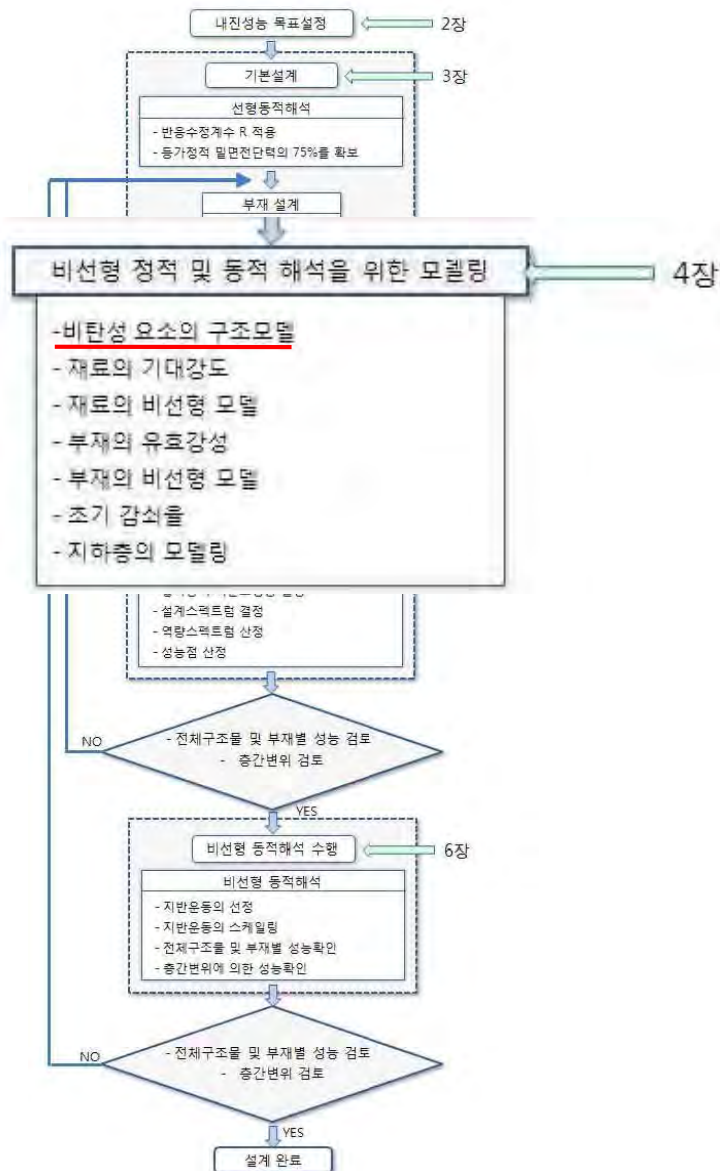 내진성능 목표설정
2장
기본설계
3장
선형동적해석
- 반응수정계수 R 적용
- 등가정적 밑면전단력의 75%를 확보
부재 설계
비선형 정적 및 동적 해석을 위한 모델링
4장
-비탄성 요소의 구조모델
- 재료의 기대강도
- 재료의 비선형 모델
- 부재의 유효강성
- 부재의 비선형 모델
- 초기 감쇠율
- 지하층의 모델링
- 설계스펙트럼 결정
- 역량스펙트럼 산정
- 성능점 산정
NO
- 전체구조물 및 부재별 성능 검토
- 층간변위 검토
YES
비선형 동적해석 수행
6장
비선형 동적해석
- 지반운동의 선정
- 지반운동의 스케일링
- 전체구조물 및 부재별 성능확인
- 층간변위에 의한 성능확인
NO
- 전체구조물 및 부재별 성능 검토
- 층간변위 검토
YES
설계 완료